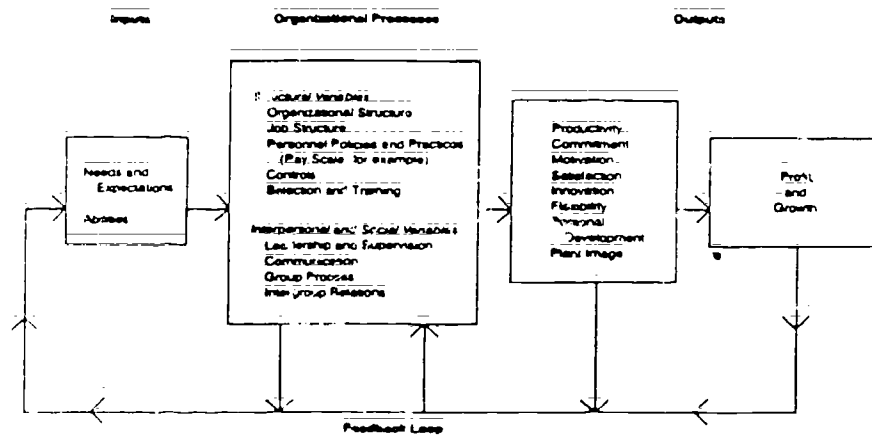 Inputs
Organizational Processes
Outputs
Needs and
Expectations
Abilities
Structural Variables
Organizational Structure
Job Structure
Personnel Policies and Practices
(Pay Scale, for example)
Controls
Selection and Training
Interpersonal and Social Variables
Leadership and Supervision
Communication
Group Process
Intergroup Relations
Productivity
Commitment
Motivation
Satisfaction
Innovation
Flexibility
Personal
Development
Plant Image
Profit
and
Growth
Feedback Loop